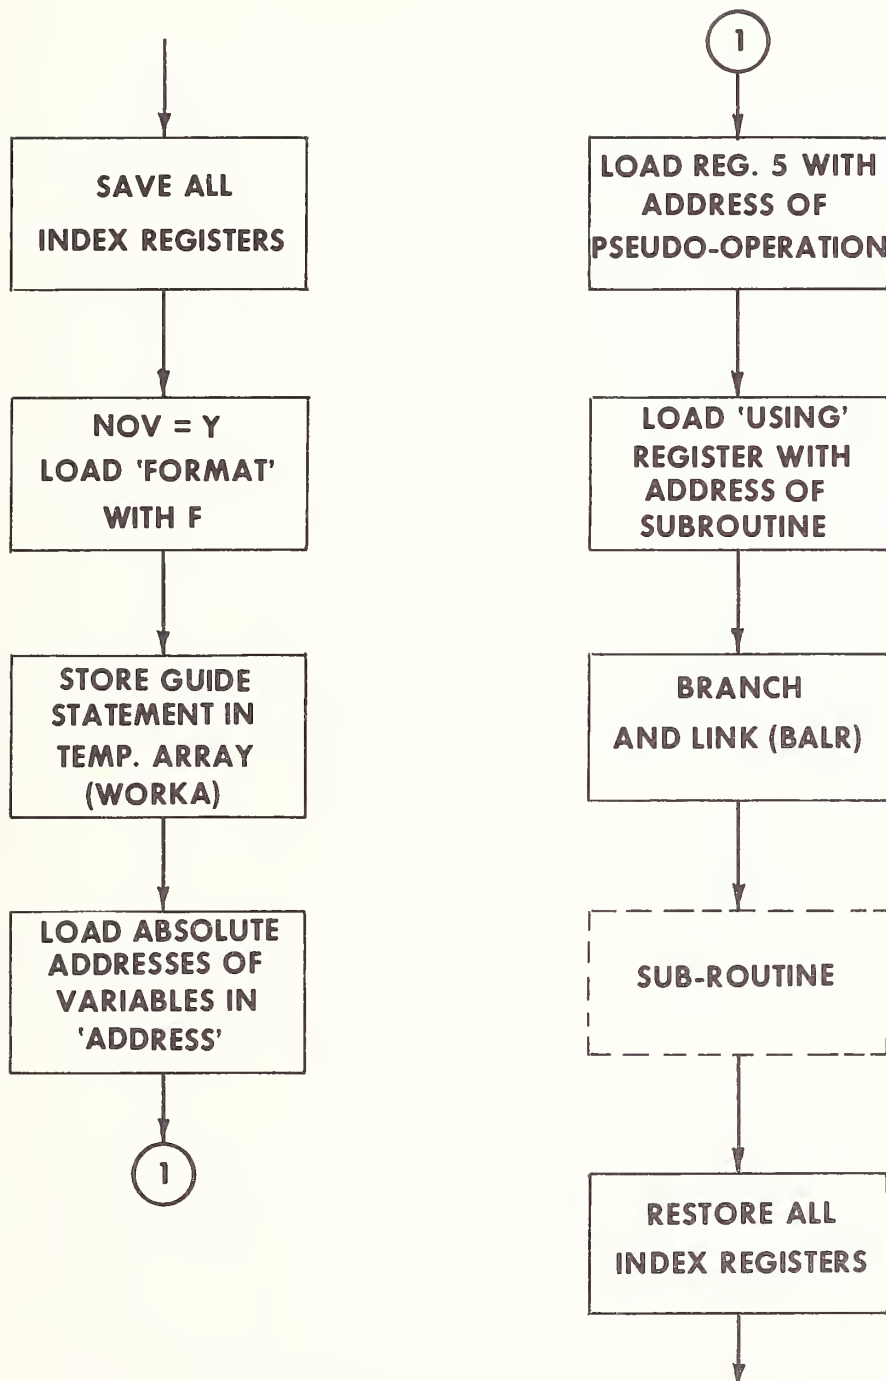 SAVE ALL
INDEX REGISTERS
NOV = Y
LOAD 'FORMAT'
WITH F
STORE GUIDE
STATEMENT IN
TEMP. ARRAY
(WORKA)
LOAD ABSOLUTE
ADDRESSES OF
VARIABLES IN
'ADDRESS'
1
1
LOAD REG. 5 WITH
ADDRESS OF
PSEUDO-OPERATION
LOAD 'USING'
REGISTER WITH
ADDRESS OF
SUBROUTINE
BRANCH
AND LINK (BALR)
SUB-ROUTINE
RESTORE ALL
INDEX REGISTERS